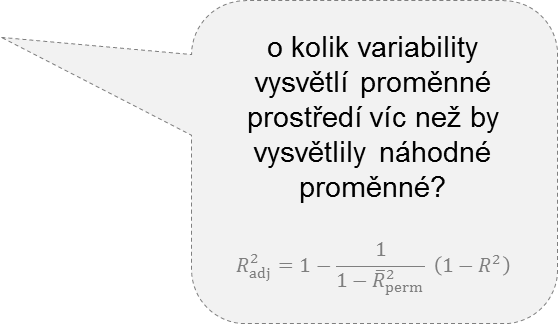 o kolik variability
vysvětlí proměnné
prostředí víc než by
vysvětlily náhodné
proměnné?
R²adj = 1 − 1 / (1 − R̄²perm) (1 − R²)